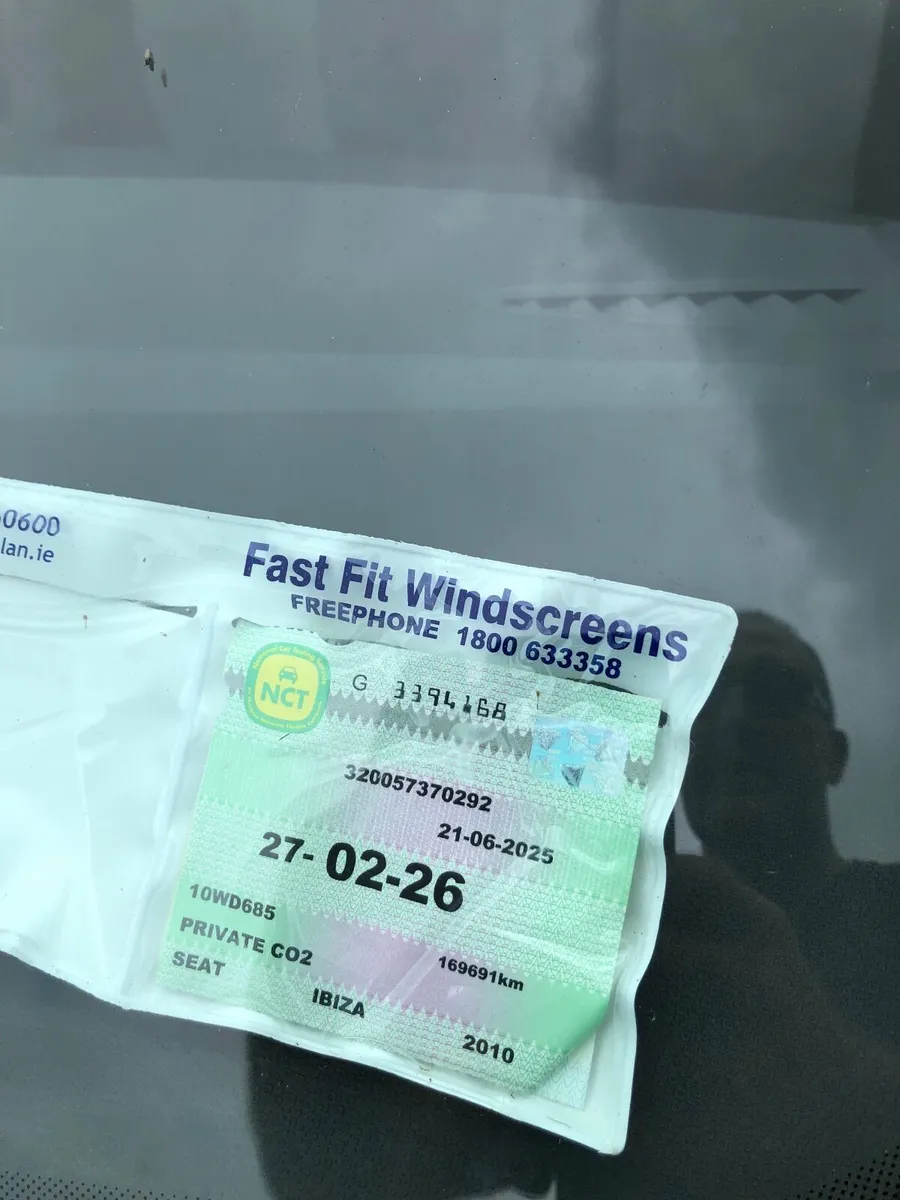 0600
lan.ie
Fast Fit Windscreens
FREEPHONE 1800 633358
NCT
G 3394168
320057370292
21-06-2025
27-02-26
10WD685
PRIVATE CO2
169691km
SEAT
IBIZA
2010